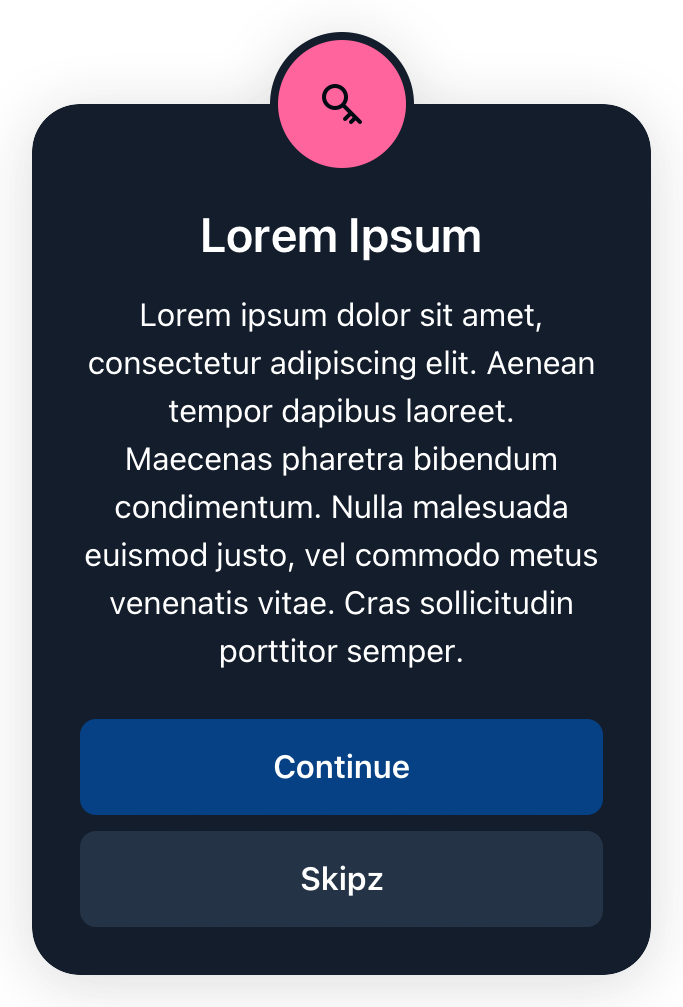 Lorem Ipsum
Lorem ipsum dolor sit amet,
consectetur adipiscing elit. Aenean
tempor dapibus laoreet.
Maecenas pharetra bibendum
condimentum. Nulla malesuada
euismod justo, vel commodo metus
venenatis vitae. Cras sollicitudin
porttitor semper.
Continue
Skipz